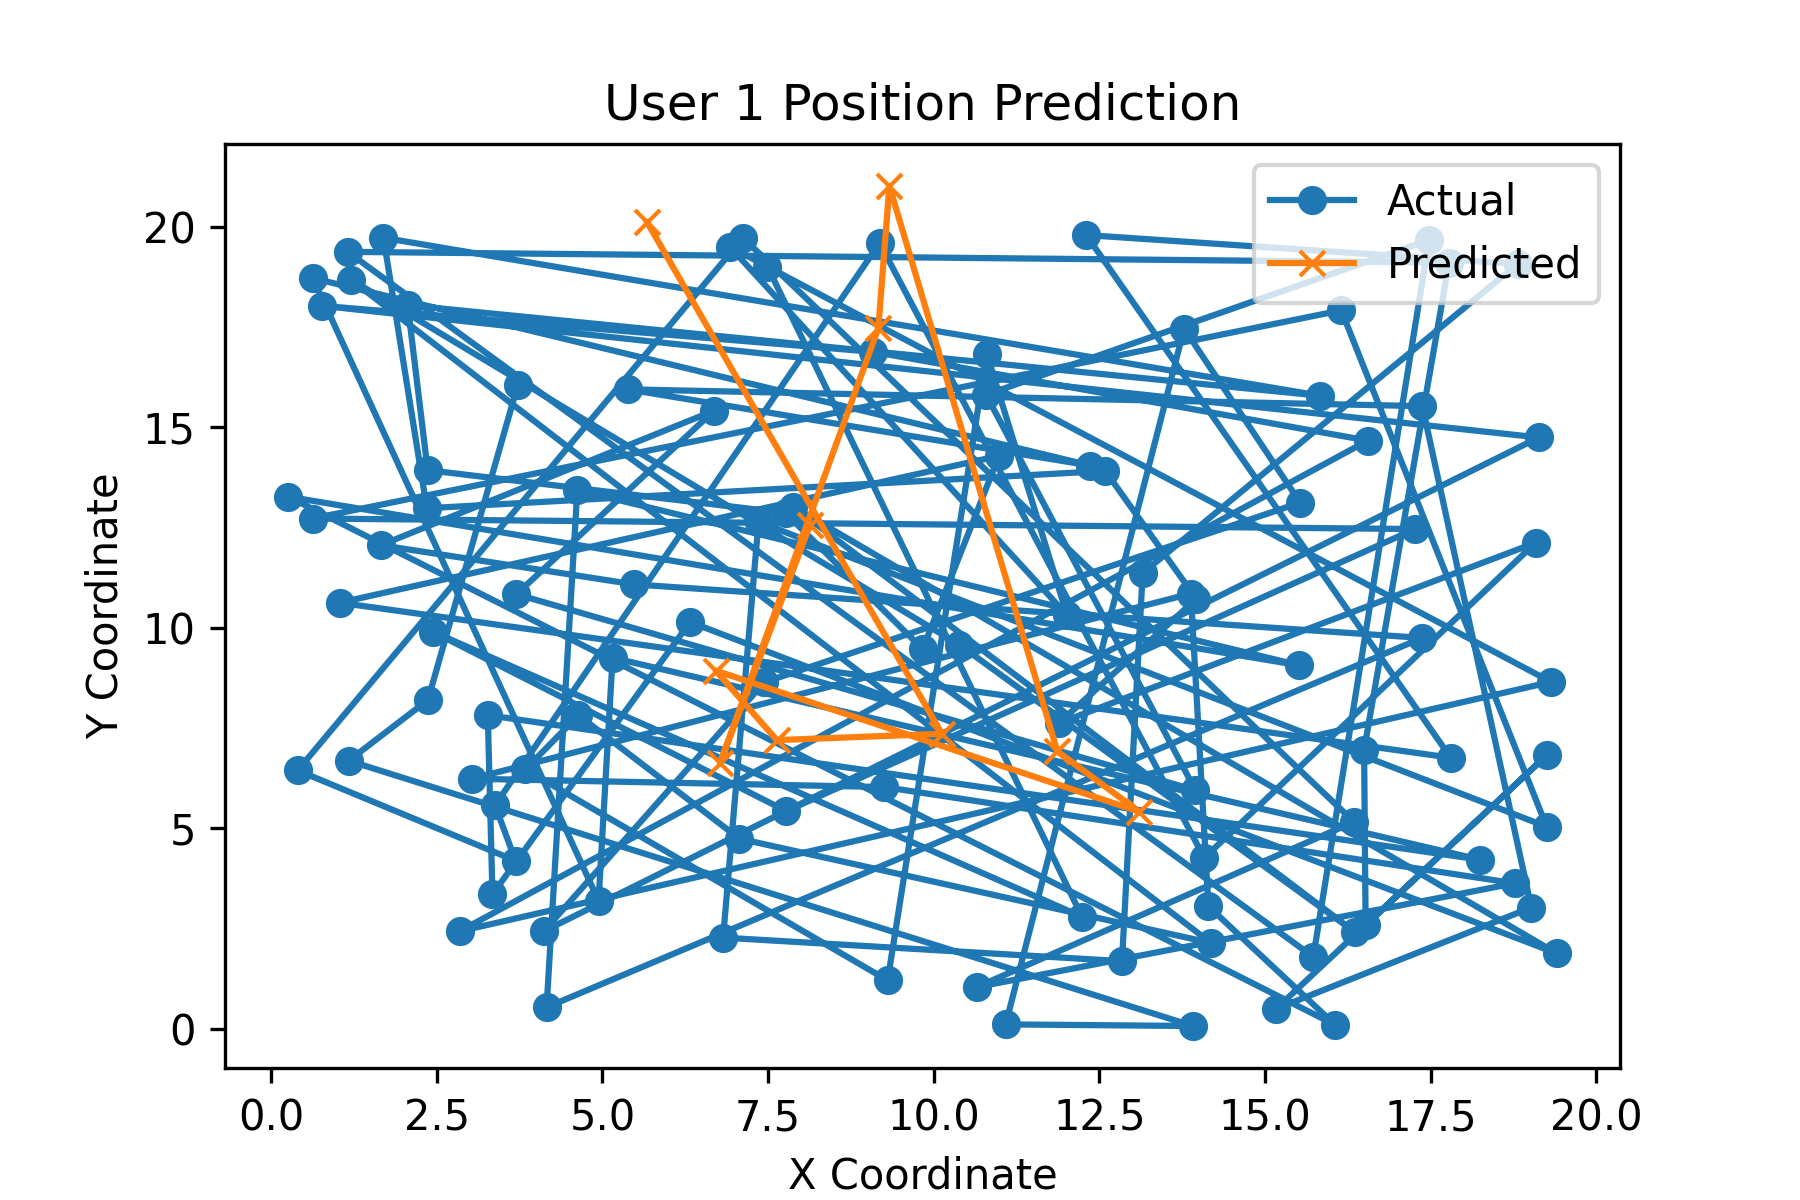 User 1 Position Prediction
Actual
Predicted
Y Coordinate
20
15
10
5
0
0.0 2.5 5.0 7.5 10.0 12.5 15.0 17.5 20.0
X Coordinate